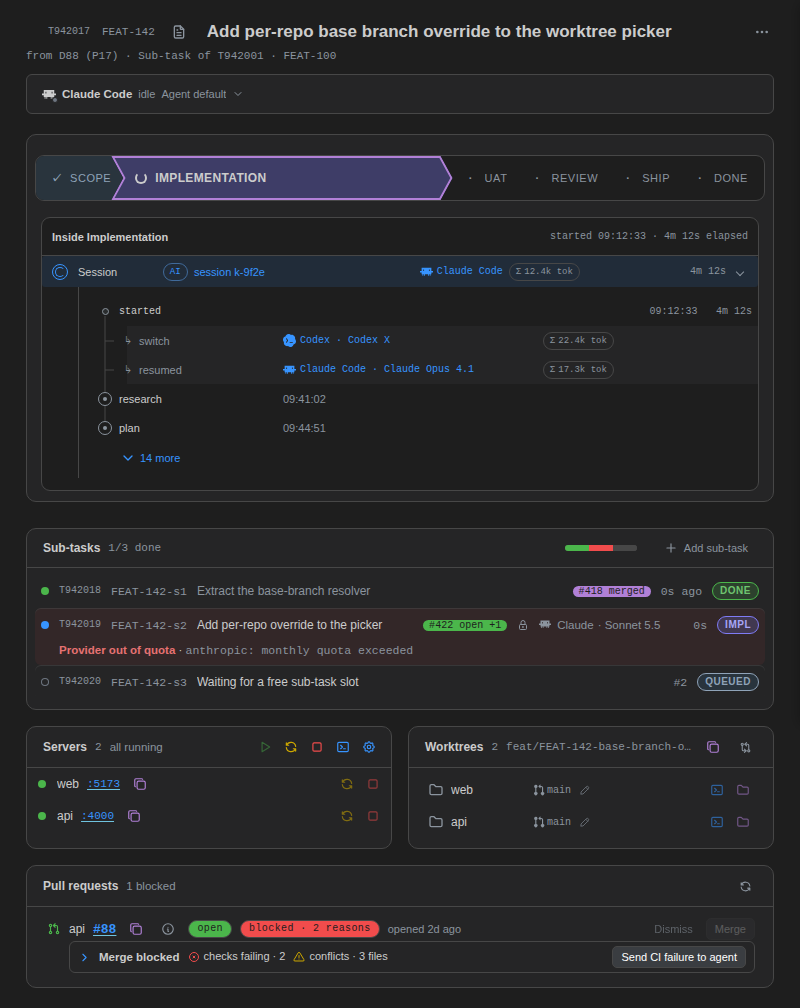 T942017 FEAT-142 Add per-repo base branch override to the worktree picker
from D88 (P17) · Sub-task of T942001 · FEAT-100
Claude Code idle Agent default
SCOPE IMPLEMENTATION · UAT · REVIEW · SHIP · DONE
Inside Implementation started 09:12:33 · 4m 12s elapsed
Session AI session k-9f2e Claude Code Σ 12.4k tok 4m 12s
started 09:12:33 4m 12s
↳ switch Codex · Codex X Σ 22.4k tok
↳ resumed Claude Code · Claude Opus 4.1 Σ 17.3k tok
research 09:41:02
plan 09:44:51
14 more
Sub-tasks 1/3 done Add sub-task
T942018 FEAT-142-s1 Extract the base-branch resolver #418 merged 0s ago DONE
T942019 FEAT-142-s2 Add per-repo override to the picker #422 open +1 Claude · Sonnet 5.5 0s IMPL
Provider out of quota · anthropic: monthly quota exceeded
T942020 FEAT-142-s3 Waiting for a free sub-task slot #2 QUEUED
Servers 2 all running
web :5173
api :4000
Worktrees 2 feat/FEAT-142-base-branch-o…
web main
api main
Pull requests 1 blocked
api #88 open blocked · 2 reasons opened 2d ago Dismiss Merge
Merge blocked checks failing · 2 conflicts · 3 files Send CI failure to agent